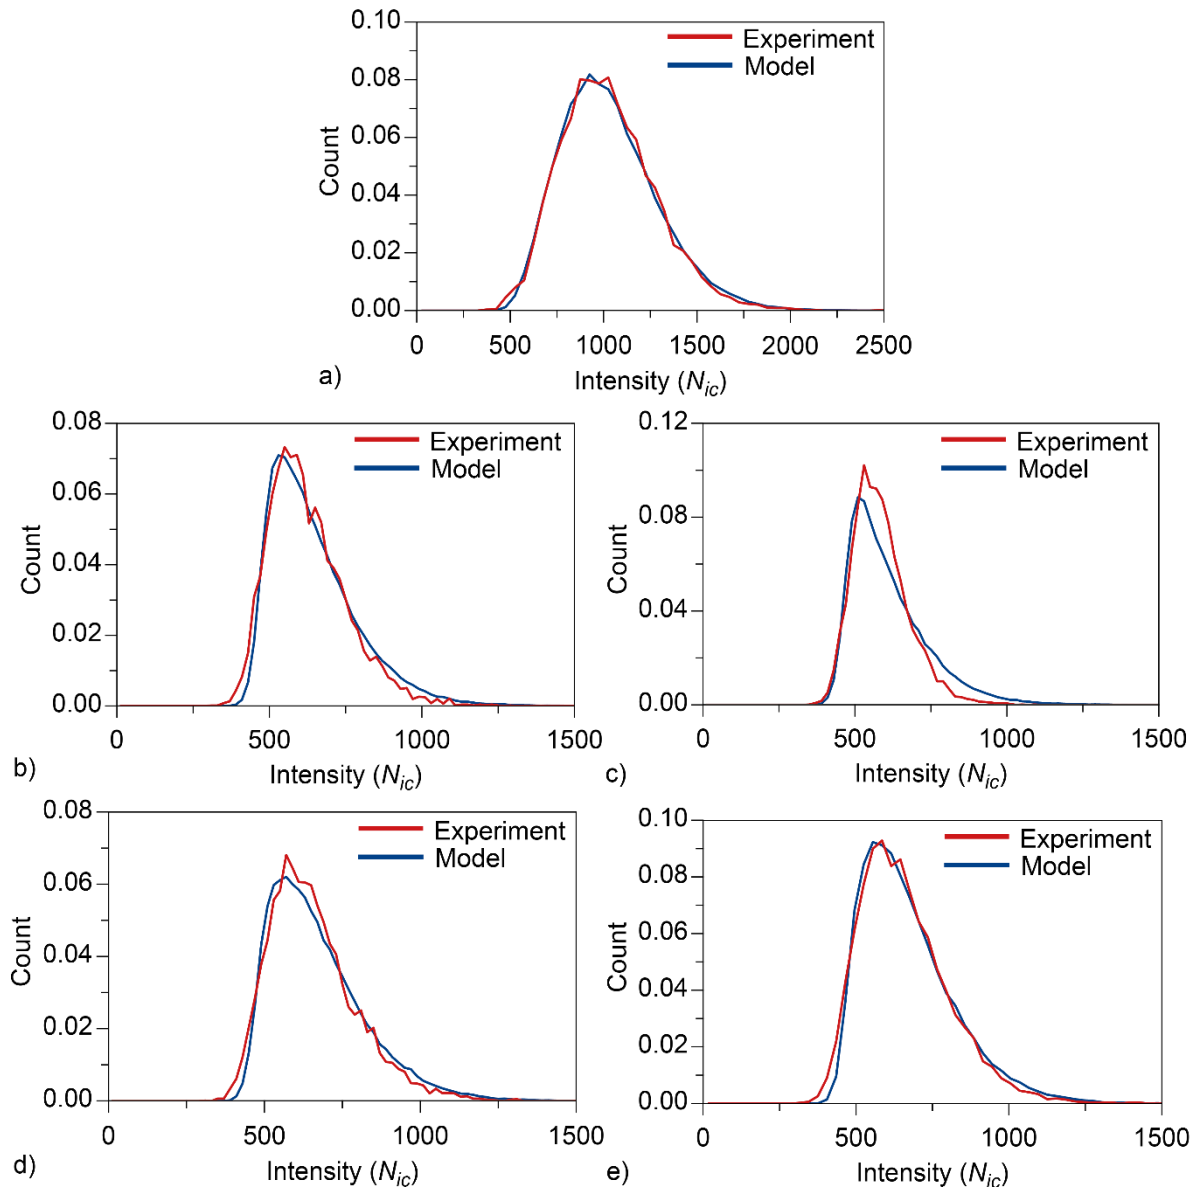 0.10
Experiment
Model
0.08
0.06
Count
0.04
0.02
0.00
0 500 1000 1500 2000 2500
a) Intensity (Nic)
0.08
Experiment
Model
0.06
Count
0.04
0.02
0.00
0 500 1000 1500
b) Intensity (Nic)
0.12
Experiment
Model
0.08
Count
0.04
0.00
0 500 1000 1500
c) Intensity (Nic)
0.08
Experiment
Model
0.06
Count
0.04
0.02
0.00
0 500 1000 1500
d) Intensity (Nic)
0.10
Experiment
Model
0.08
0.06
Count
0.04
0.02
0.00
0 500 1000 1500
e) Intensity (Nic)